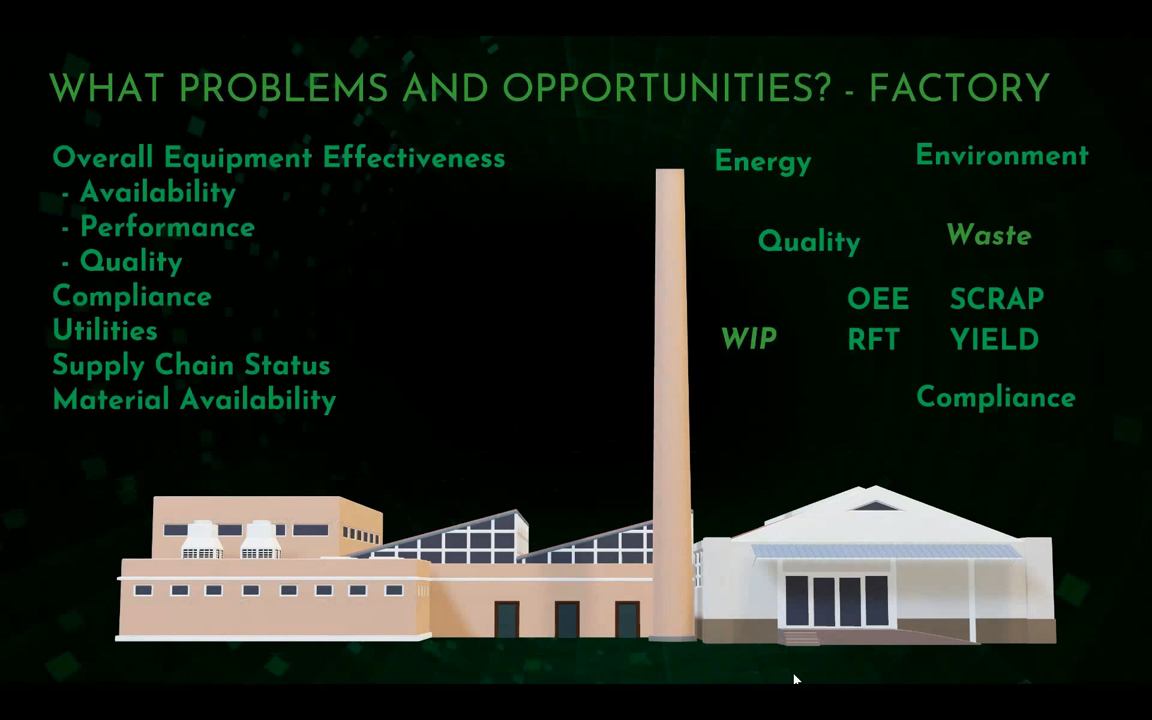 WHAT PROBLEMS AND OPPORTUNITIES? - FACTORY
Overall Equipment Effectiveness
- Availability
- Performance
- Quality
Compliance
Utilities
Supply Chain Status
Material Availability
Energy
Environment
Quality
Waste
OEE
SCRAP
WIP
RFT
YIELD
Compliance